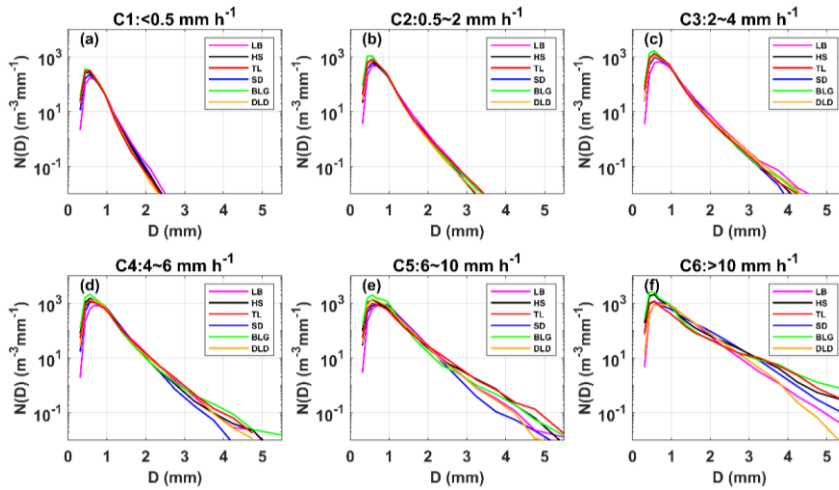 C1:<0.5 mm h⁻¹
(a)
LB
HS
TL
SD
BLG
DLD
N(D) (m⁻³mm⁻¹)
10³
10¹
10⁻¹
0 1 2 3 4 5
D (mm)
C2:0.5~2 mm h⁻¹
(b)
LB
HS
TL
SD
BLG
DLD
N(D) (m⁻³mm⁻¹)
10³
10¹
10⁻¹
0 1 2 3 4 5
D (mm)
C3:2~4 mm h⁻¹
(c)
LB
HS
TL
SD
BLG
DLD
N(D) (m⁻³mm⁻¹)
10³
10¹
10⁻¹
0 1 2 3 4 5
D (mm)
C4:4~6 mm h⁻¹
(d)
LB
HS
TL
SD
BLG
DLD
N(D) (m⁻³mm⁻¹)
10³
10¹
10⁻¹
0 1 2 3 4 5
D (mm)
C5:6~10 mm h⁻¹
(e)
LB
HS
TL
SD
BLG
DLD
N(D) (m⁻³mm⁻¹)
10³
10¹
10⁻¹
0 1 2 3 4 5
D (mm)
C6:>10 mm h⁻¹
(f)
LB
HS
TL
SD
BLG
DLD
N(D) (m⁻³mm⁻¹)
10³
10¹
10⁻¹
0 1 2 3 4 5
D (mm)